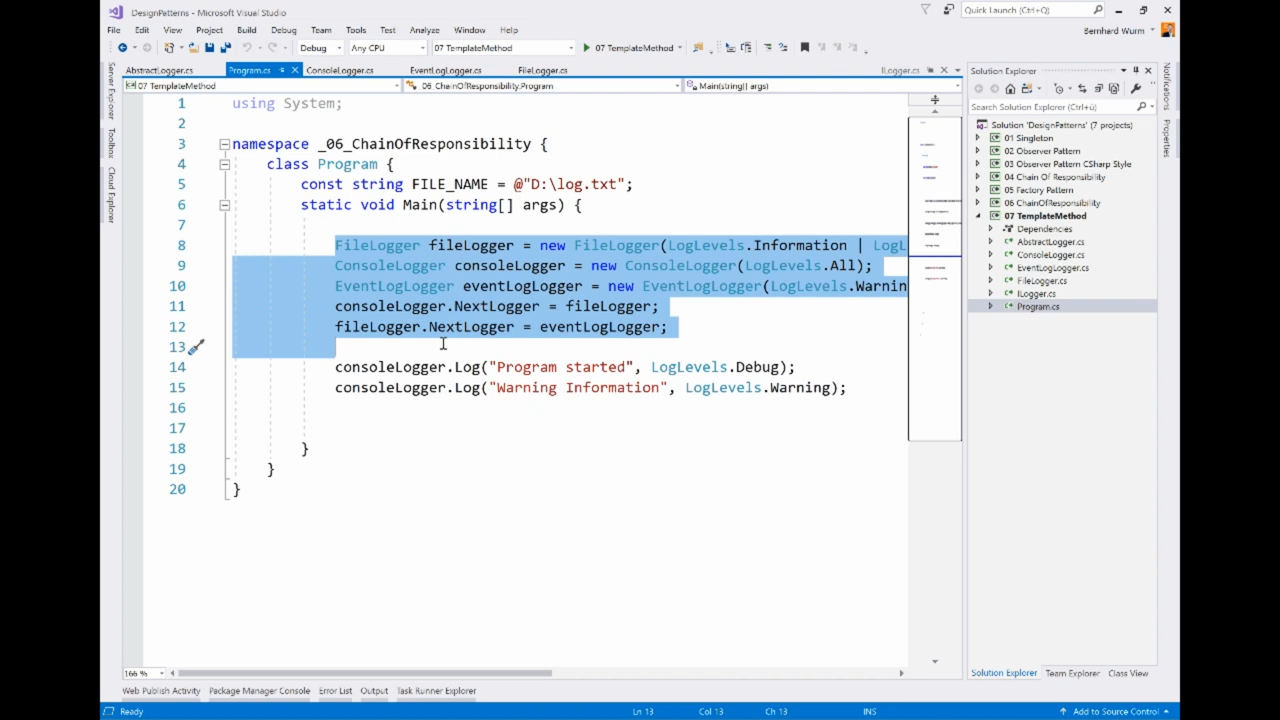 DesignPatterns - Microsoft Visual Studio
Quick Launch (Ctrl+Q)
File Edit View Project Build Debug Team Tools Test Analyze Window Help
Bernhard Wurm
Debug Any CPU 07 TemplateMethod 07 TemplateMethod
Server Explorer
Toolbox
Cloud Explorer
AbstractLogger.cs Program.cs ConsoleLogger.cs EventLogLogger.cs FileLogger.cs ILogger.cs
07 TemplateMethod _06_ChainOfResponsibility.Program Main(string[] args)
1 using System;
2
3 namespace _06_ChainOfResponsibility {
4 class Program {
5 const string FILE_NAME = @"D:\log.txt";
6 static void Main(string[] args) {
7
8 FileLogger fileLogger = new FileLogger(LogLevels.Information | LogL
9 ConsoleLogger consoleLogger = new ConsoleLogger(LogLevels.All);
10 EventLogLogger eventLogLogger = new EventLogLogger(LogLevels.Warnin
11 consoleLogger.NextLogger = fileLogger;
12 fileLogger.NextLogger = eventLogLogger;
13
14 consoleLogger.Log("Program started", LogLevels.Debug);
15 consoleLogger.Log("Warning Information", LogLevels.Warning);
16
17
18 }
19 }
20 }
166 %
Solution Explorer
Search Solution Explorer (Ctrl+ü)
Solution 'DesignPatterns' (7 projects)
01 Singleton
02 Observer Pattern
03 Observer Pattern CSharp Style
04 Chain Of Responsibility
05 Factory Pattern
06 ChainOfResponsibility
07 TemplateMethod
Dependencies
AbstractLogger.cs
ConsoleLogger.cs
EventLogLogger.cs
FileLogger.cs
ILogger.cs
Program.cs
Notifications
Properties
Solution Explorer Team Explorer Class View
Web Publish Activity Package Manager Console Error List Output Task Runner Explorer
Ready Ln 13 Col 13 Ch 13 INS Add to Source Control